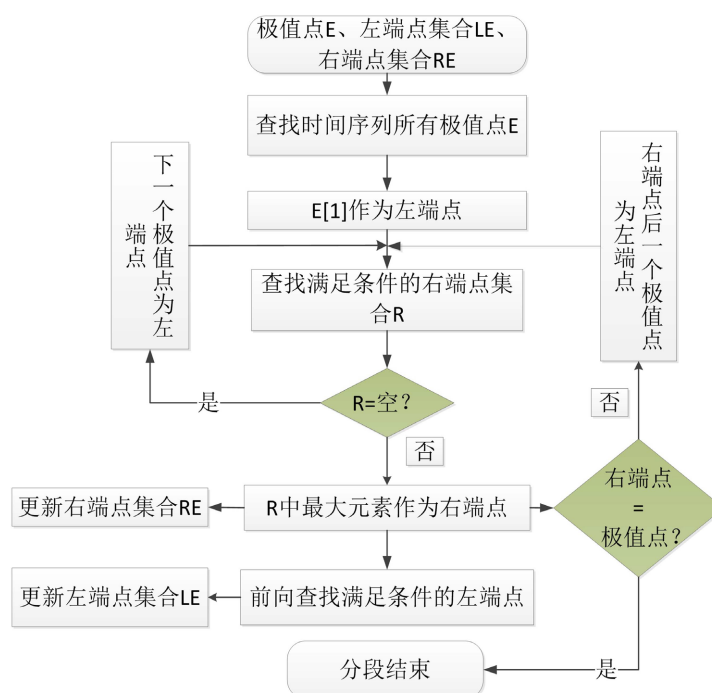 极值点E、左端点集合LE、
右端点集合RE
查找时间序列所有极值点E
E[1]作为左端点
下一个极值点为左
端点
右端点后一个极值点
为左端点
查找满足条件的右端点集
合R
R=空？
是
否
否
R中最大元素作为右端点
更新右端点集合RE
右端点
=
极值点？
前向查找满足条件的左端点
更新左端点集合LE
分段结束
是